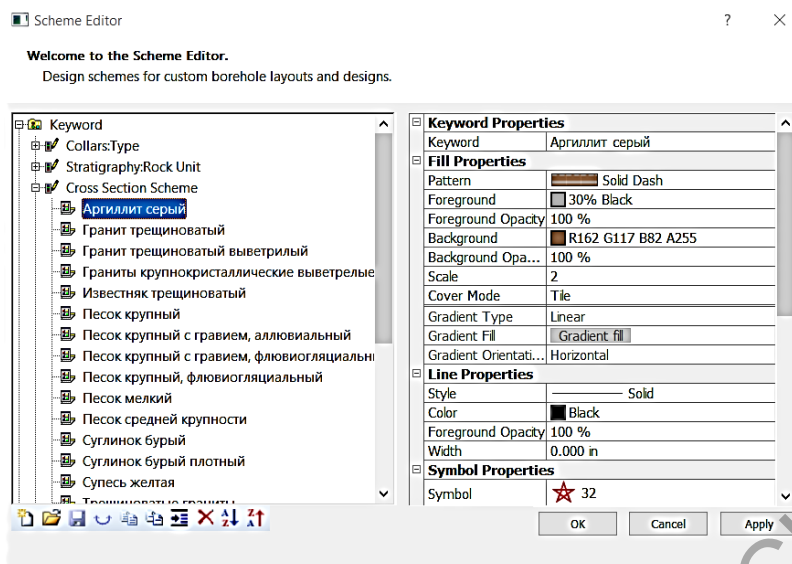 Scheme Editor
?
Welcome to the Scheme Editor.
Design schemes for custom borehole layouts and designs.
Keyword
Collars:Type
Stratigraphy:Rock Unit
Cross Section Scheme
Аргиллит серый
Гранит трещиноватый
Гранит трещиноватый выветрилый
Граниты крупнокристаллические выветрелые
Известняк трещиноватый
Песок крупный
Песок крупный с гравием, аллювиальный
Песок крупный с гравием, флювиогляциальн
Песок крупный, флювиогляциальный
Песок мелкий
Песок средней крупности
Суглинок бурый
Суглинок бурый плотный
Супесь желтая
Трещиноватые граниты
Keyword Properties
Keyword Аргиллит серый
Fill Properties
Pattern Solid Dash
Foreground 30% Black
Foreground Opacity 100 %
Background R162 G117 B82 A255
Background Opa... 100 %
Scale 2
Cover Mode Tile
Gradient Type Linear
Gradient Fill Gradient fill
Gradient Orientati... Horizontal
Line Properties
Style Solid
Color Black
Foreground Opacity 100 %
Width 0.000 in
Symbol Properties
Symbol 32
OK Cancel Apply